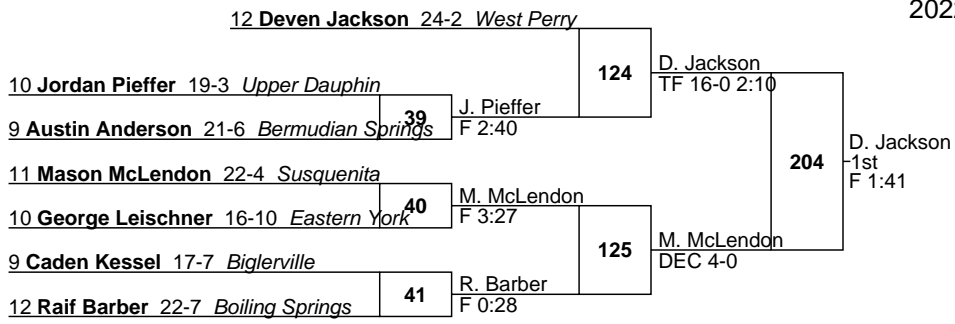 12 Deven Jackson 24-2 West Perry
124
D. Jackson
TF 16-0 2:10
10 Jordan Pieffer 19-3 Upper Dauphin
39
J. Pieffer
F 2:40
9 Austin Anderson 21-6 Bermudian Springs
204
D. Jackson
1st
F 1:41
11 Mason McLendon 22-4 Susquenita
40
M. McLendon
F 3:27
10 George Leischner 16-10 Eastern York
125
M. McLendon
DEC 4-0
9 Caden Kessel 17-7 Biglerville
41
R. Barber
F 0:28
12 Raif Barber 22-7 Boiling Springs